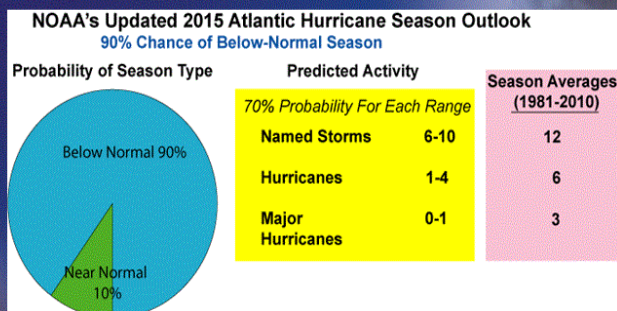 NOAA's Updated 2015 Atlantic Hurricane Season Outlook
90% Chance of Below-Normal Season
Probability of Season Type
Below Normal 90%
Near Normal
10%
Predicted Activity
70% Probability For Each Range
Named Storms 6-10
Hurricanes 1-4
Major
Hurricanes 0-1
Season Averages
(1981-2010)
12
6
3